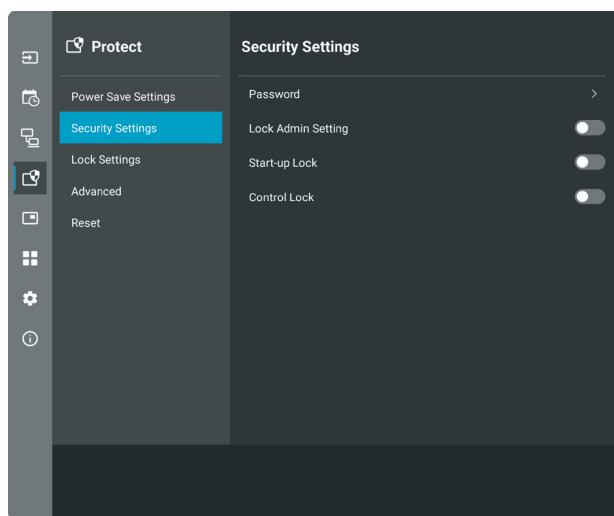 Protect
Power Save Settings
Security Settings
Lock Settings
Advanced
Reset
Security Settings
Password
Lock Admin Setting
Start-up Lock
Control Lock